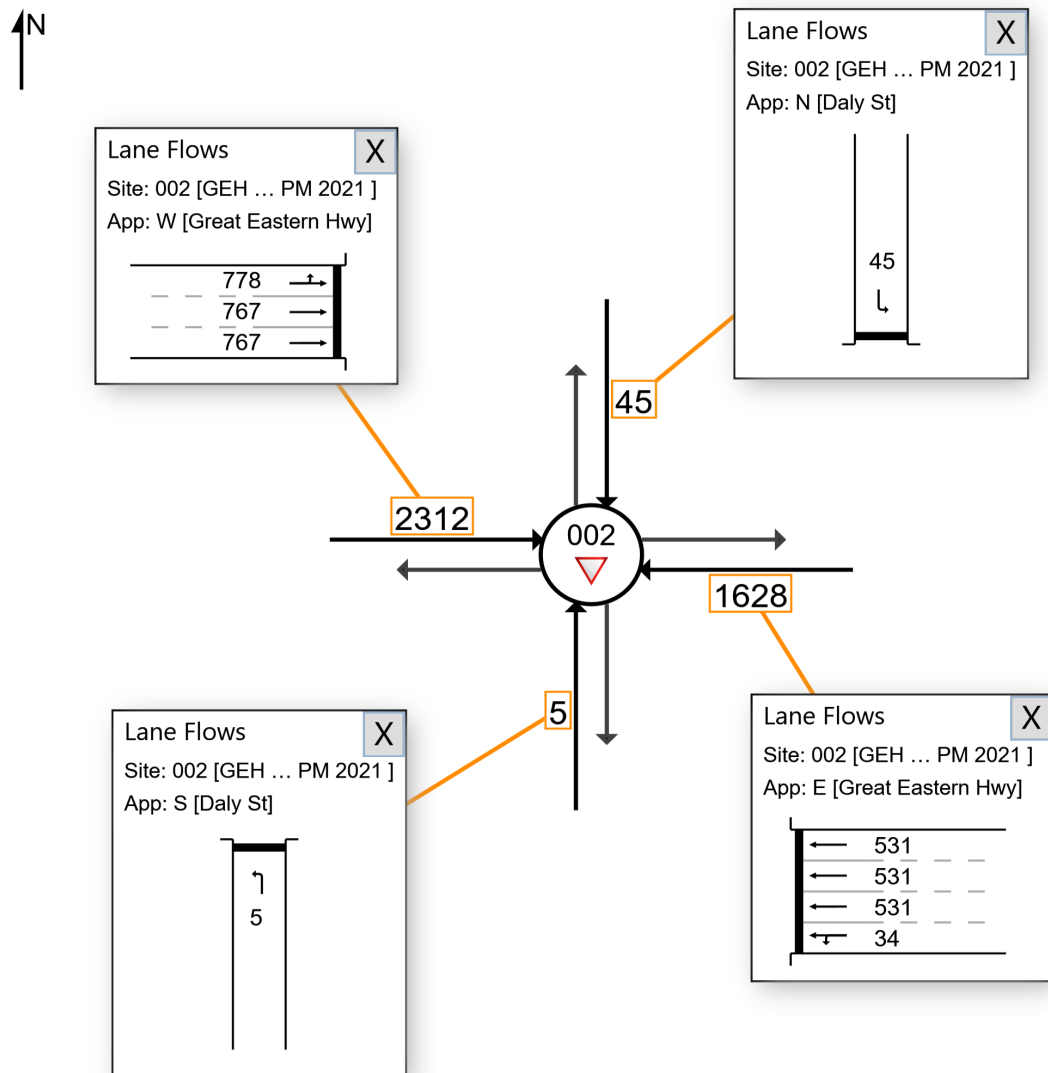 N
Lane Flows
X
Site: 002 [GEH ... PM 2021 ]
App: N [Daly St]
45
Lane Flows
X
Site: 002 [GEH ... PM 2021 ]
App: W [Great Eastern Hwy]
778
767
767
45
2312
002
1628
5
Lane Flows
X
Site: 002 [GEH ... PM 2021 ]
App: S [Daly St]
5
Lane Flows
X
Site: 002 [GEH ... PM 2021 ]
App: E [Great Eastern Hwy]
531
531
531
34